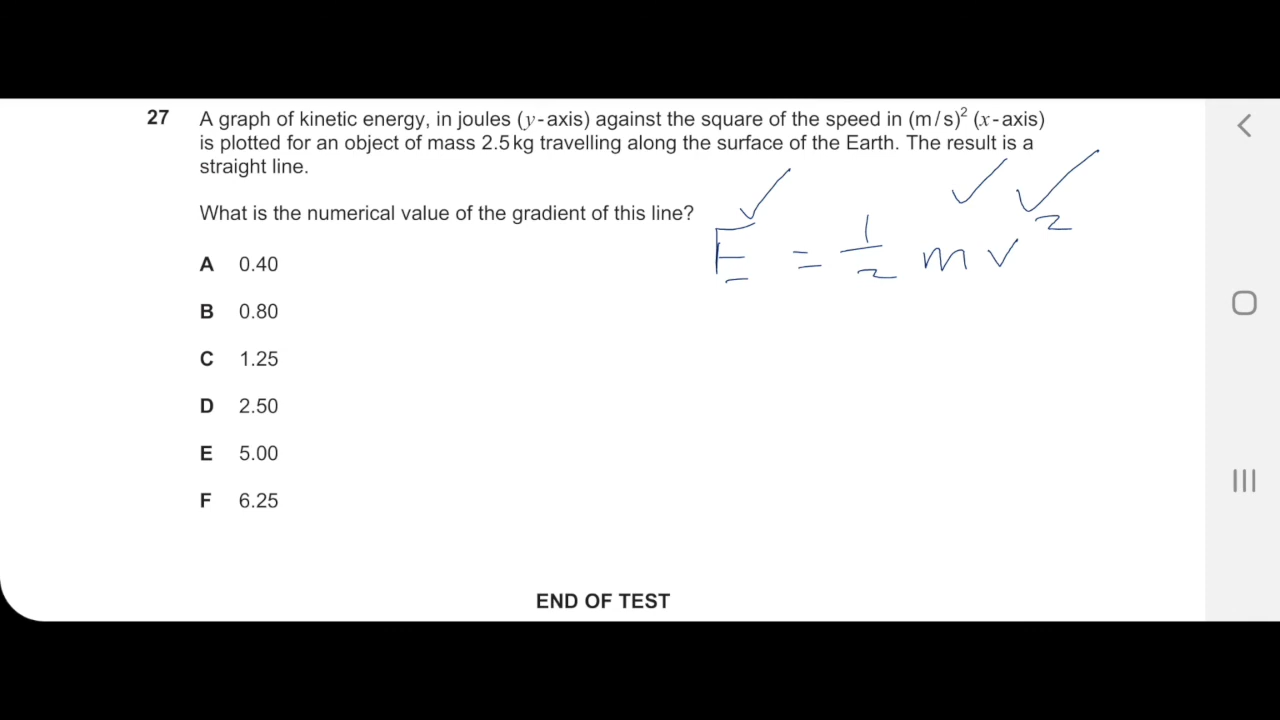 27 A graph of kinetic energy, in joules (y-axis) against the square of the speed in (m/s)² (x-axis)
is plotted for an object of mass 2.5 kg travelling along the surface of the Earth. The result is a
straight line.
What is the numerical value of the gradient of this line?
E = 1/2 mv²
A 0.40
B 0.80
C 1.25
D 2.50
E 5.00
F 6.25
END OF TEST